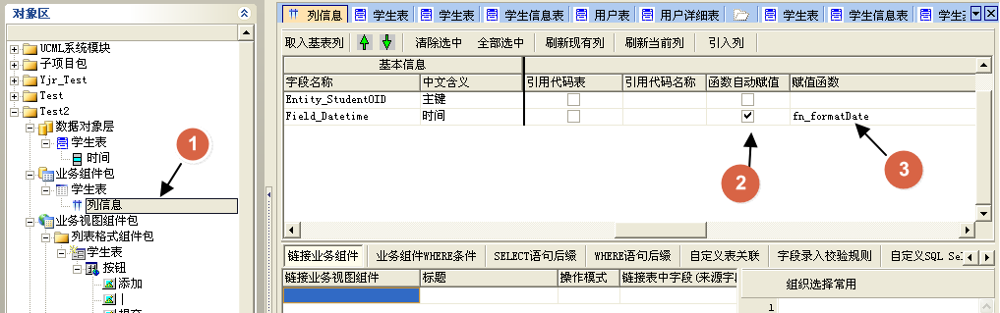 对象区
UCML系统模块
子项目包
Yjr_Test
Test
Test2
数据对象层
学生表
时间
业务组件包
学生表
列信息
业务视图组件包
列表格式组件包
学生表
按钮
添加
1
列信息 学生表 学生表 学生信息表 用户表 用户详细表 学生表 学生信息表
取入基表列 清除选中 全部选中 刷新现有列 刷新当前列 引入列
基本信息
字段名称 中文含义 引用代码表 引用代码名称 函数自动赋值 赋值函数
Entity_StudentOID 主键
Field_Datetime 时间 fn_formatDate
2
3
链接业务组件 业务组件WHERE条件 SELECT语句后缀 WHERE语句后缀 自定义表关联 字段录入校验规则 自定义SQL
链接业务视图组件 标题 操作模式 链接表中字段(来源字段
组织选择常用
1